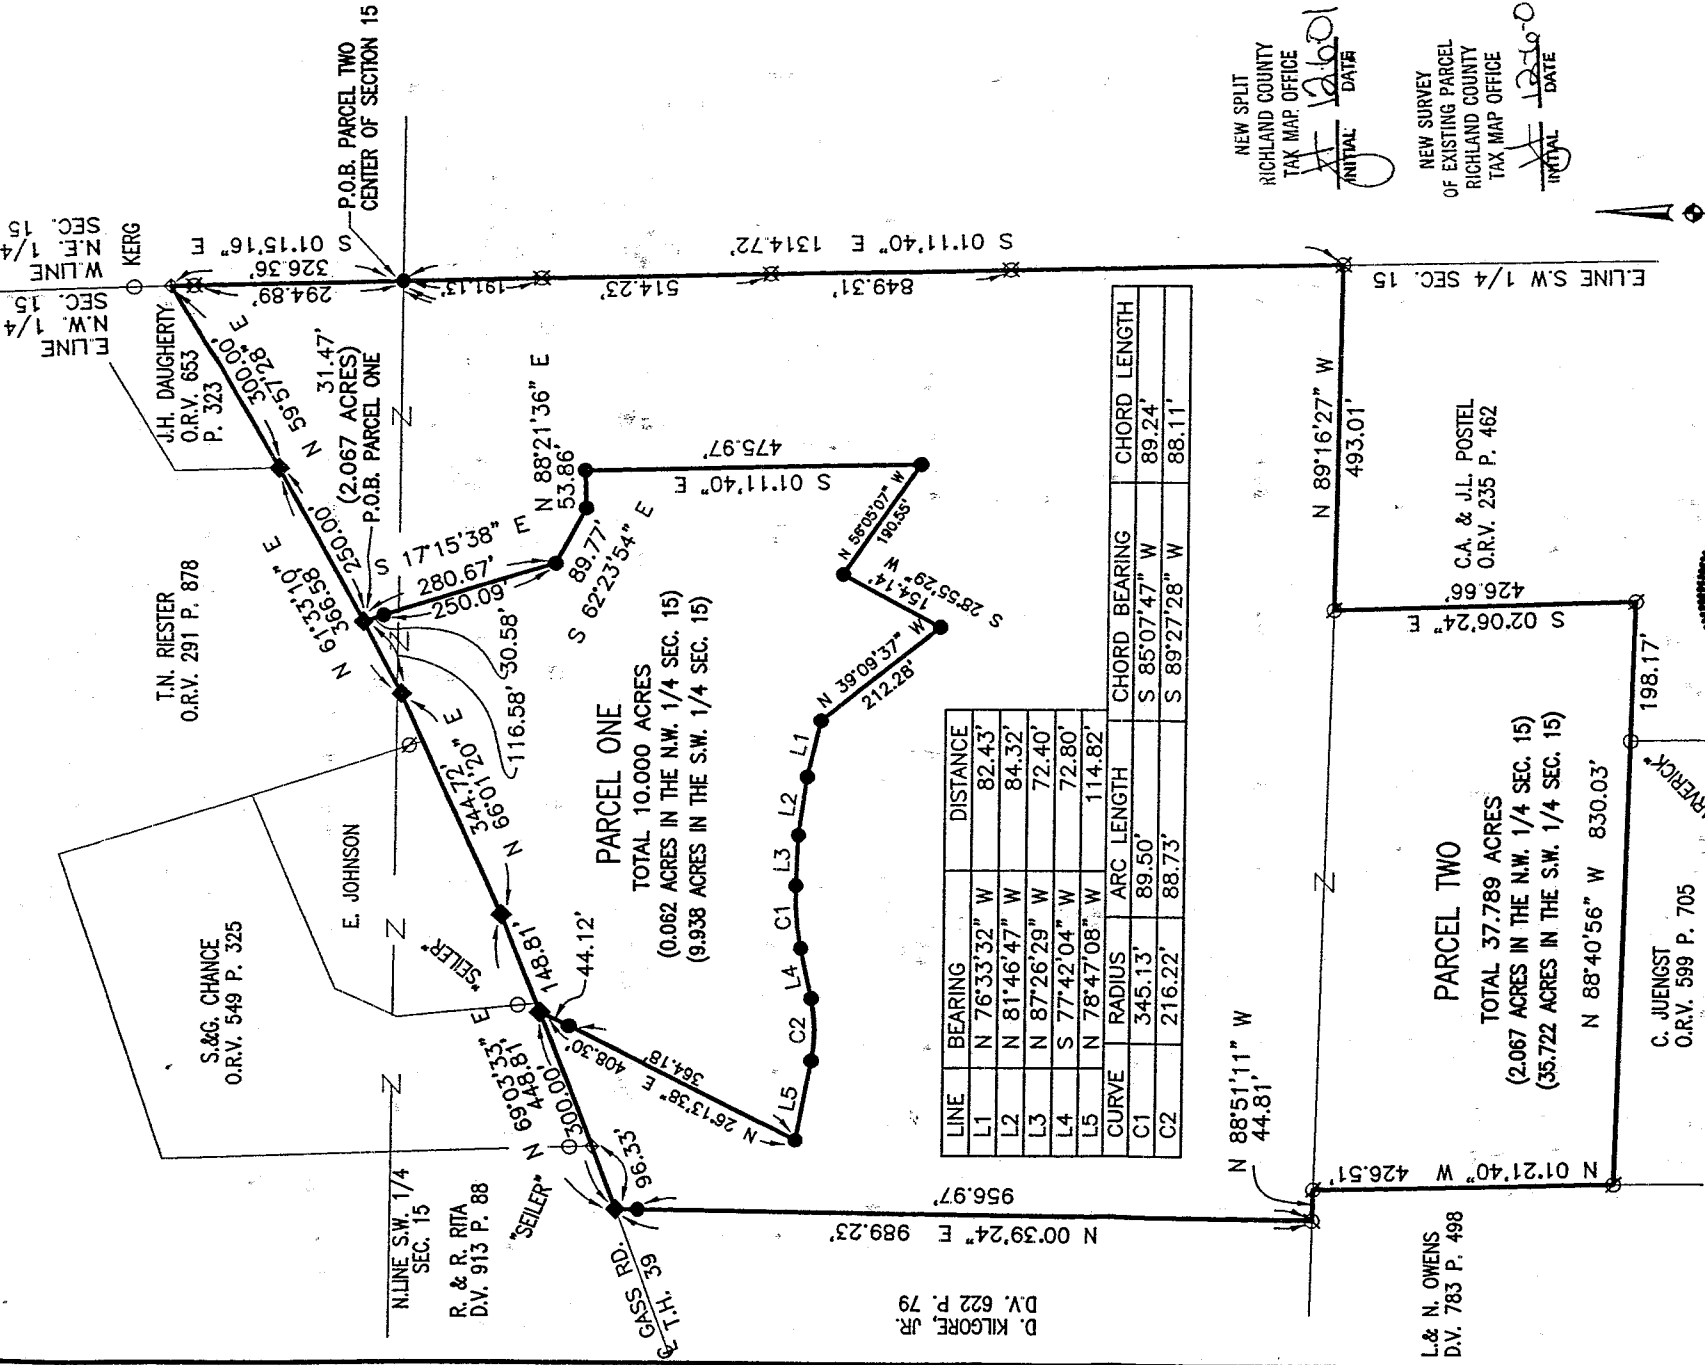 P.O.B. PARCEL TWO
CENTER OF SECTION 15
W.LINE
N.E. 1/4
SEC. 15
KERG
E.LINE
N.W. 1/4
SEC. 15
S 01°15'16" E
326.36'
294.89'
31.47'
J.H. DAUGHERTY
O.R.V. 653
P. 323
N 59°57'28" E
300.00'
(2.067 ACRES)
P.O.B. PARCEL ONE
T.N. RIESTER
O.R.V. 291 P. 878
N 61°33'10" E
366.58'
250.00'
116.58'
30.58'
S 17°15'38" E
280.67'
250.09'
S 62°23'54" E
89.77'
N 88°21'36" E
53.86'
S 01°11'40" E
475.97'
N 56°05'07" W
190.55'
S 28°55'29" W
154.14'
N 39°09'37" W
212.28'
S 01°11'40" E 1314.72'
191.13'
514.23'
849.31'
E.LINE S.W 1/4 SEC. 15
NEW SPLIT
RICHLAND COUNTY
TAX MAP OFFICE
INITIAL DATE
NEW SURVEY
OF EXISTING PARCEL
RICHLAND COUNTY
TAX MAP OFFICE
INITIAL DATE
S.&G. CHANCE
O.R.V. 549 P. 325
E. JOHNSON
N 66°01'20" E
344.72'
"SEILER"
148.81'
44.12'
N 69°03'33" E
448.81'
300.00'
408.30'
364.18'
N 26°13'38" E
96.33'
"SEILER"
N.LINE S.W. 1/4
SEC. 15
R. & R. RITA
D.V. 913 P. 88
GASS RD.
T.H. 39
PARCEL ONE
TOTAL 10.000 ACRES
(0.062 ACRES IN THE N.W. 1/4 SEC. 15)
(9.938 ACRES IN THE S.W. 1/4 SEC. 15)
L1
L2
L3
C1
L4
C2
L5
LINE BEARING DISTANCE
L1 N 76°33'32" W 82.43'
L2 N 81°46'47" W 84.32'
L3 N 87°26'29" W 72.40'
L4 S 77°42'04" W 72.80'
L5 N 78°47'08" W 114.82'
CURVE RADIUS ARC LENGTH CHORD BEARING CHORD LENGTH
C1 345.13' 89.50' S 85°07'47" W 89.24'
C2 216.22' 88.73' S 89°27'28" W 88.11'
N 00°39'24" E 989.23'
956.97'
D. KILGORE, JR.
D.V. 622 P. 79
N 88°51'11" W
44.81'
N 89°16'27" W
493.01'
C.A. & J.L. POSTEL
O.R.V. 235 P. 462
S 02°06'24" E
426.66'
198.17'
PARCEL TWO
TOTAL 37.789 ACRES
(2.067 ACRES IN THE N.W. 1/4 SEC. 15)
(35.722 ACRES IN THE S.W. 1/4 SEC. 15)
N 88°40'56" W 830.03'
N 01°21'40" W 426.51'
L.& N. OWENS
D.V. 783 P. 498
C. JUENGST
O.R.V. 599 P. 705